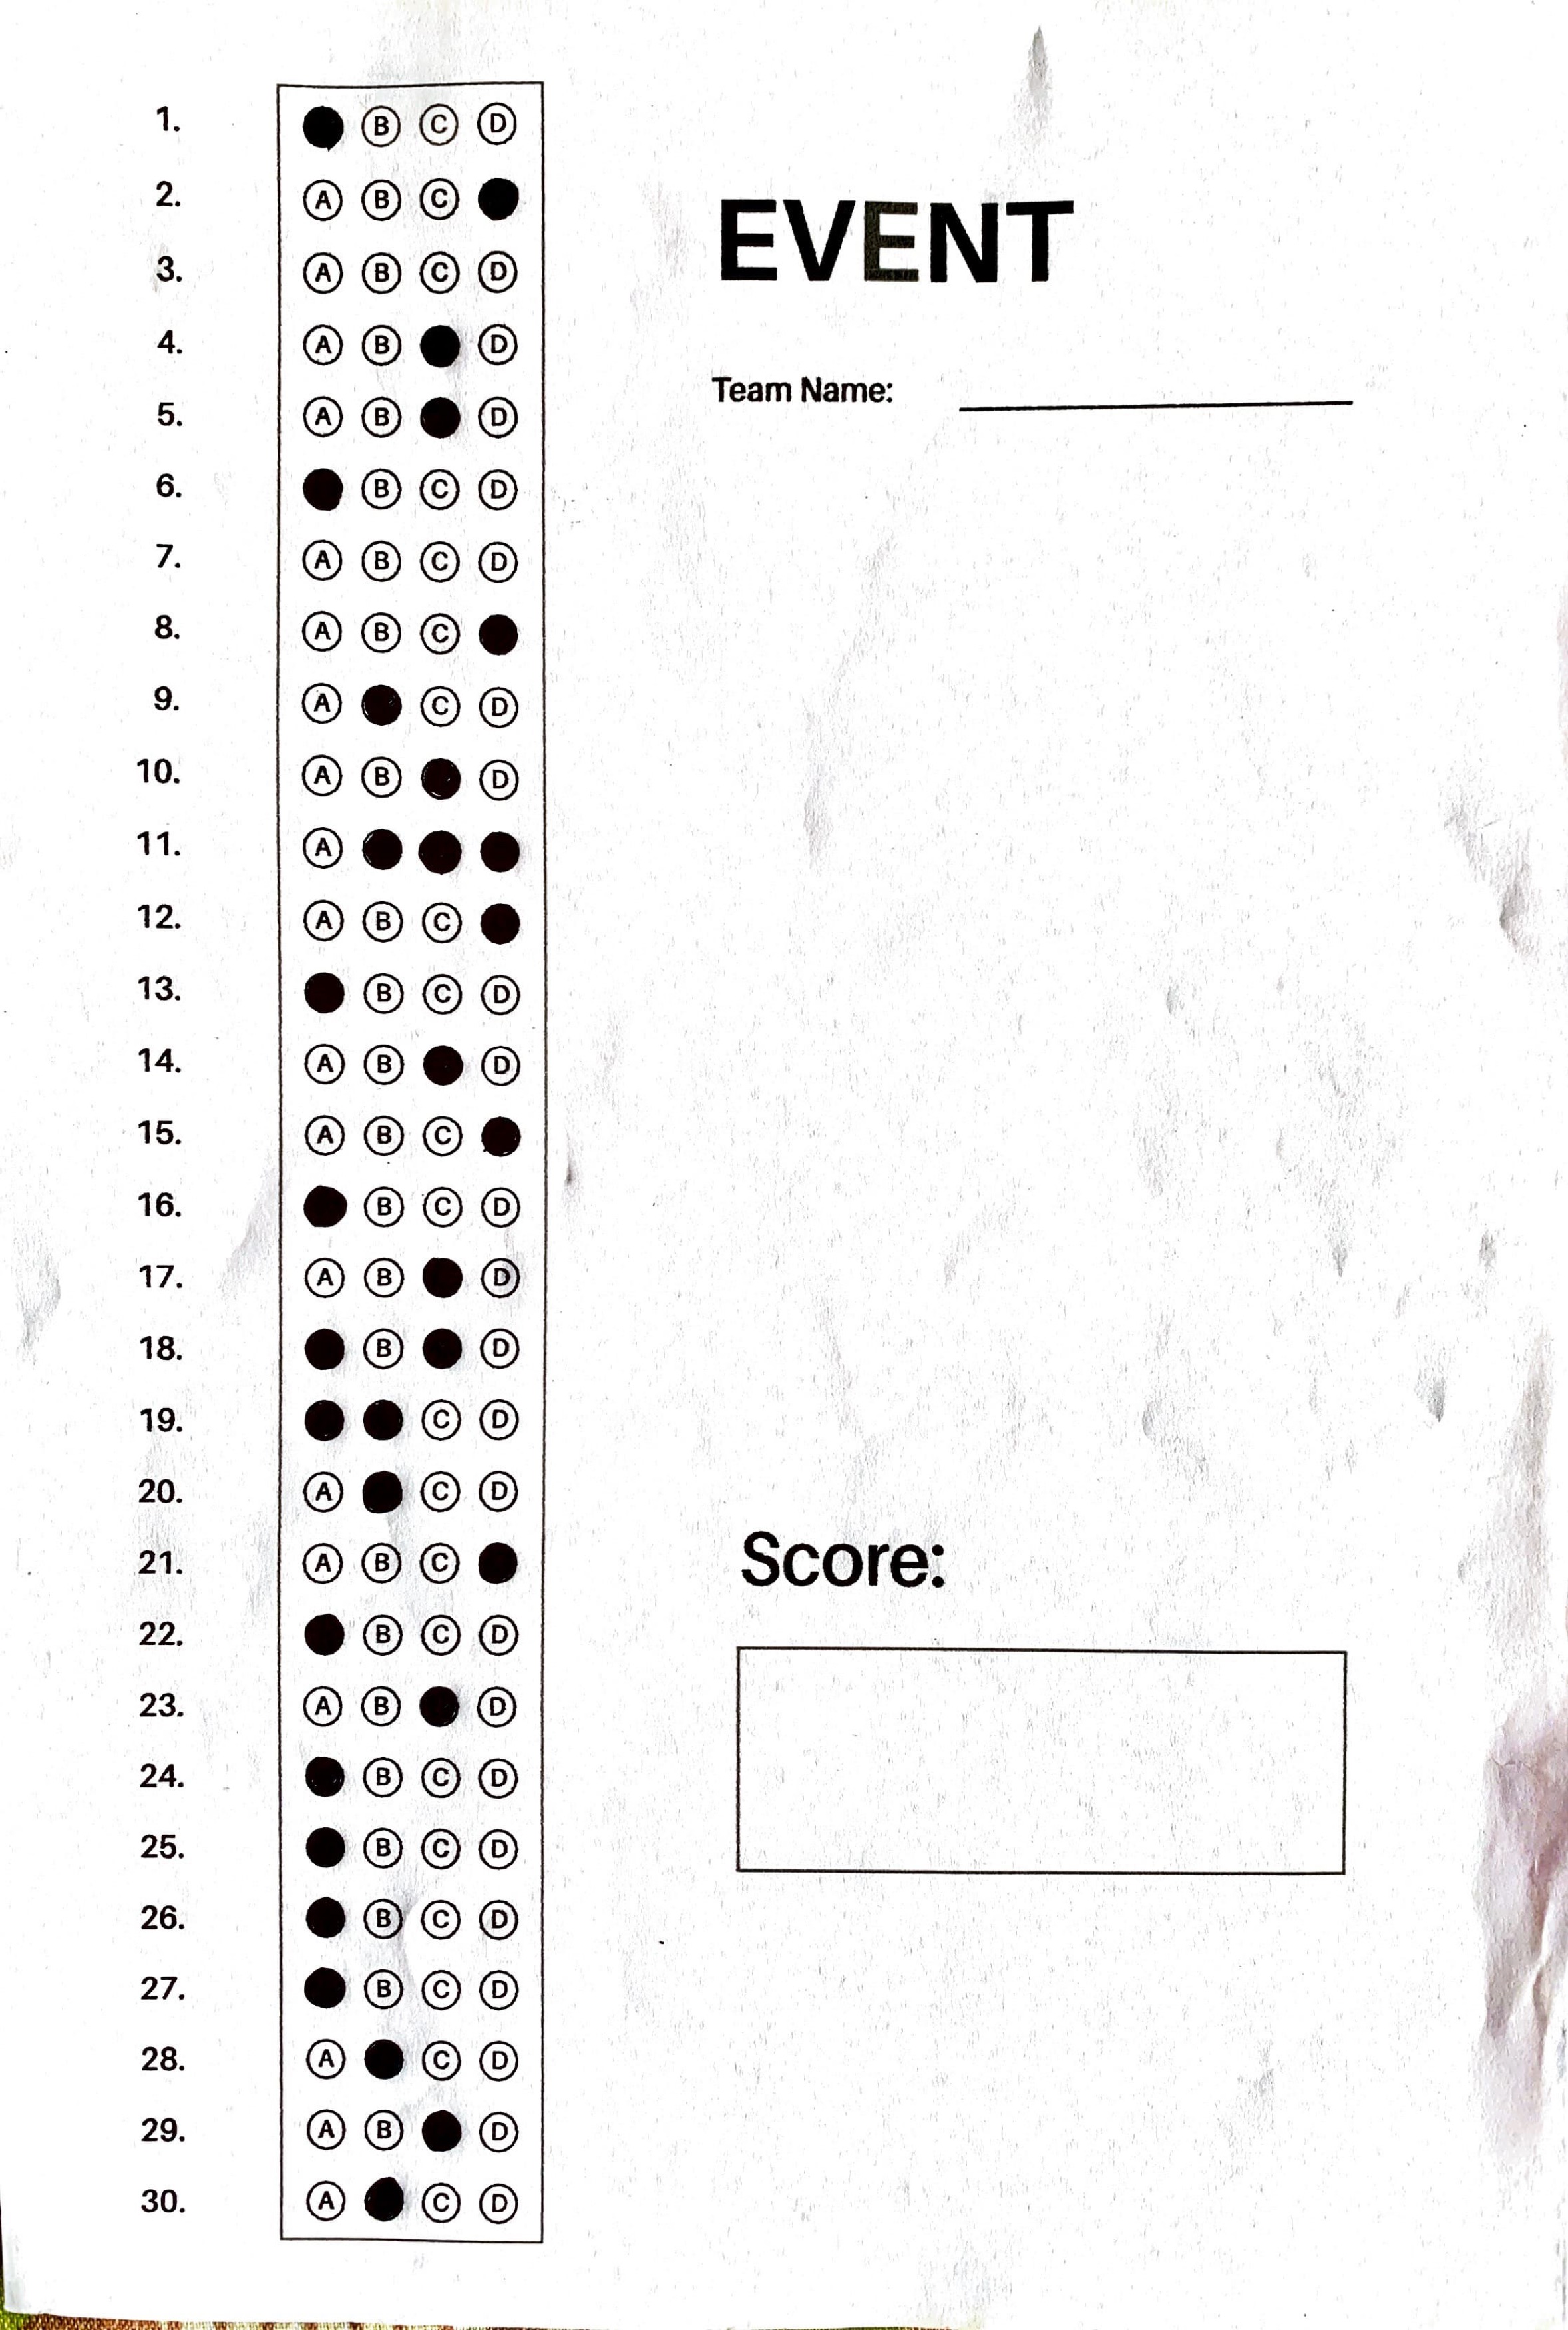 1. B C D
2. A B C
3. A B C D
4. A B D
5. A B D
6. B C D
7. A B C D
8. A B C
9. A C D
10. A B D
11. A
12. A B C
13. B C D
14. A B D
15. A B C
16. B C D
17. A B D
18. B D
19. C D
20. A C D
21. A B C
22. B C D
23. A B D
24. B C D
25. B C D
26. B C D
27. B C D
28. A C D
29. A B D
30. A C D
EVENT
Team Name:
Score: